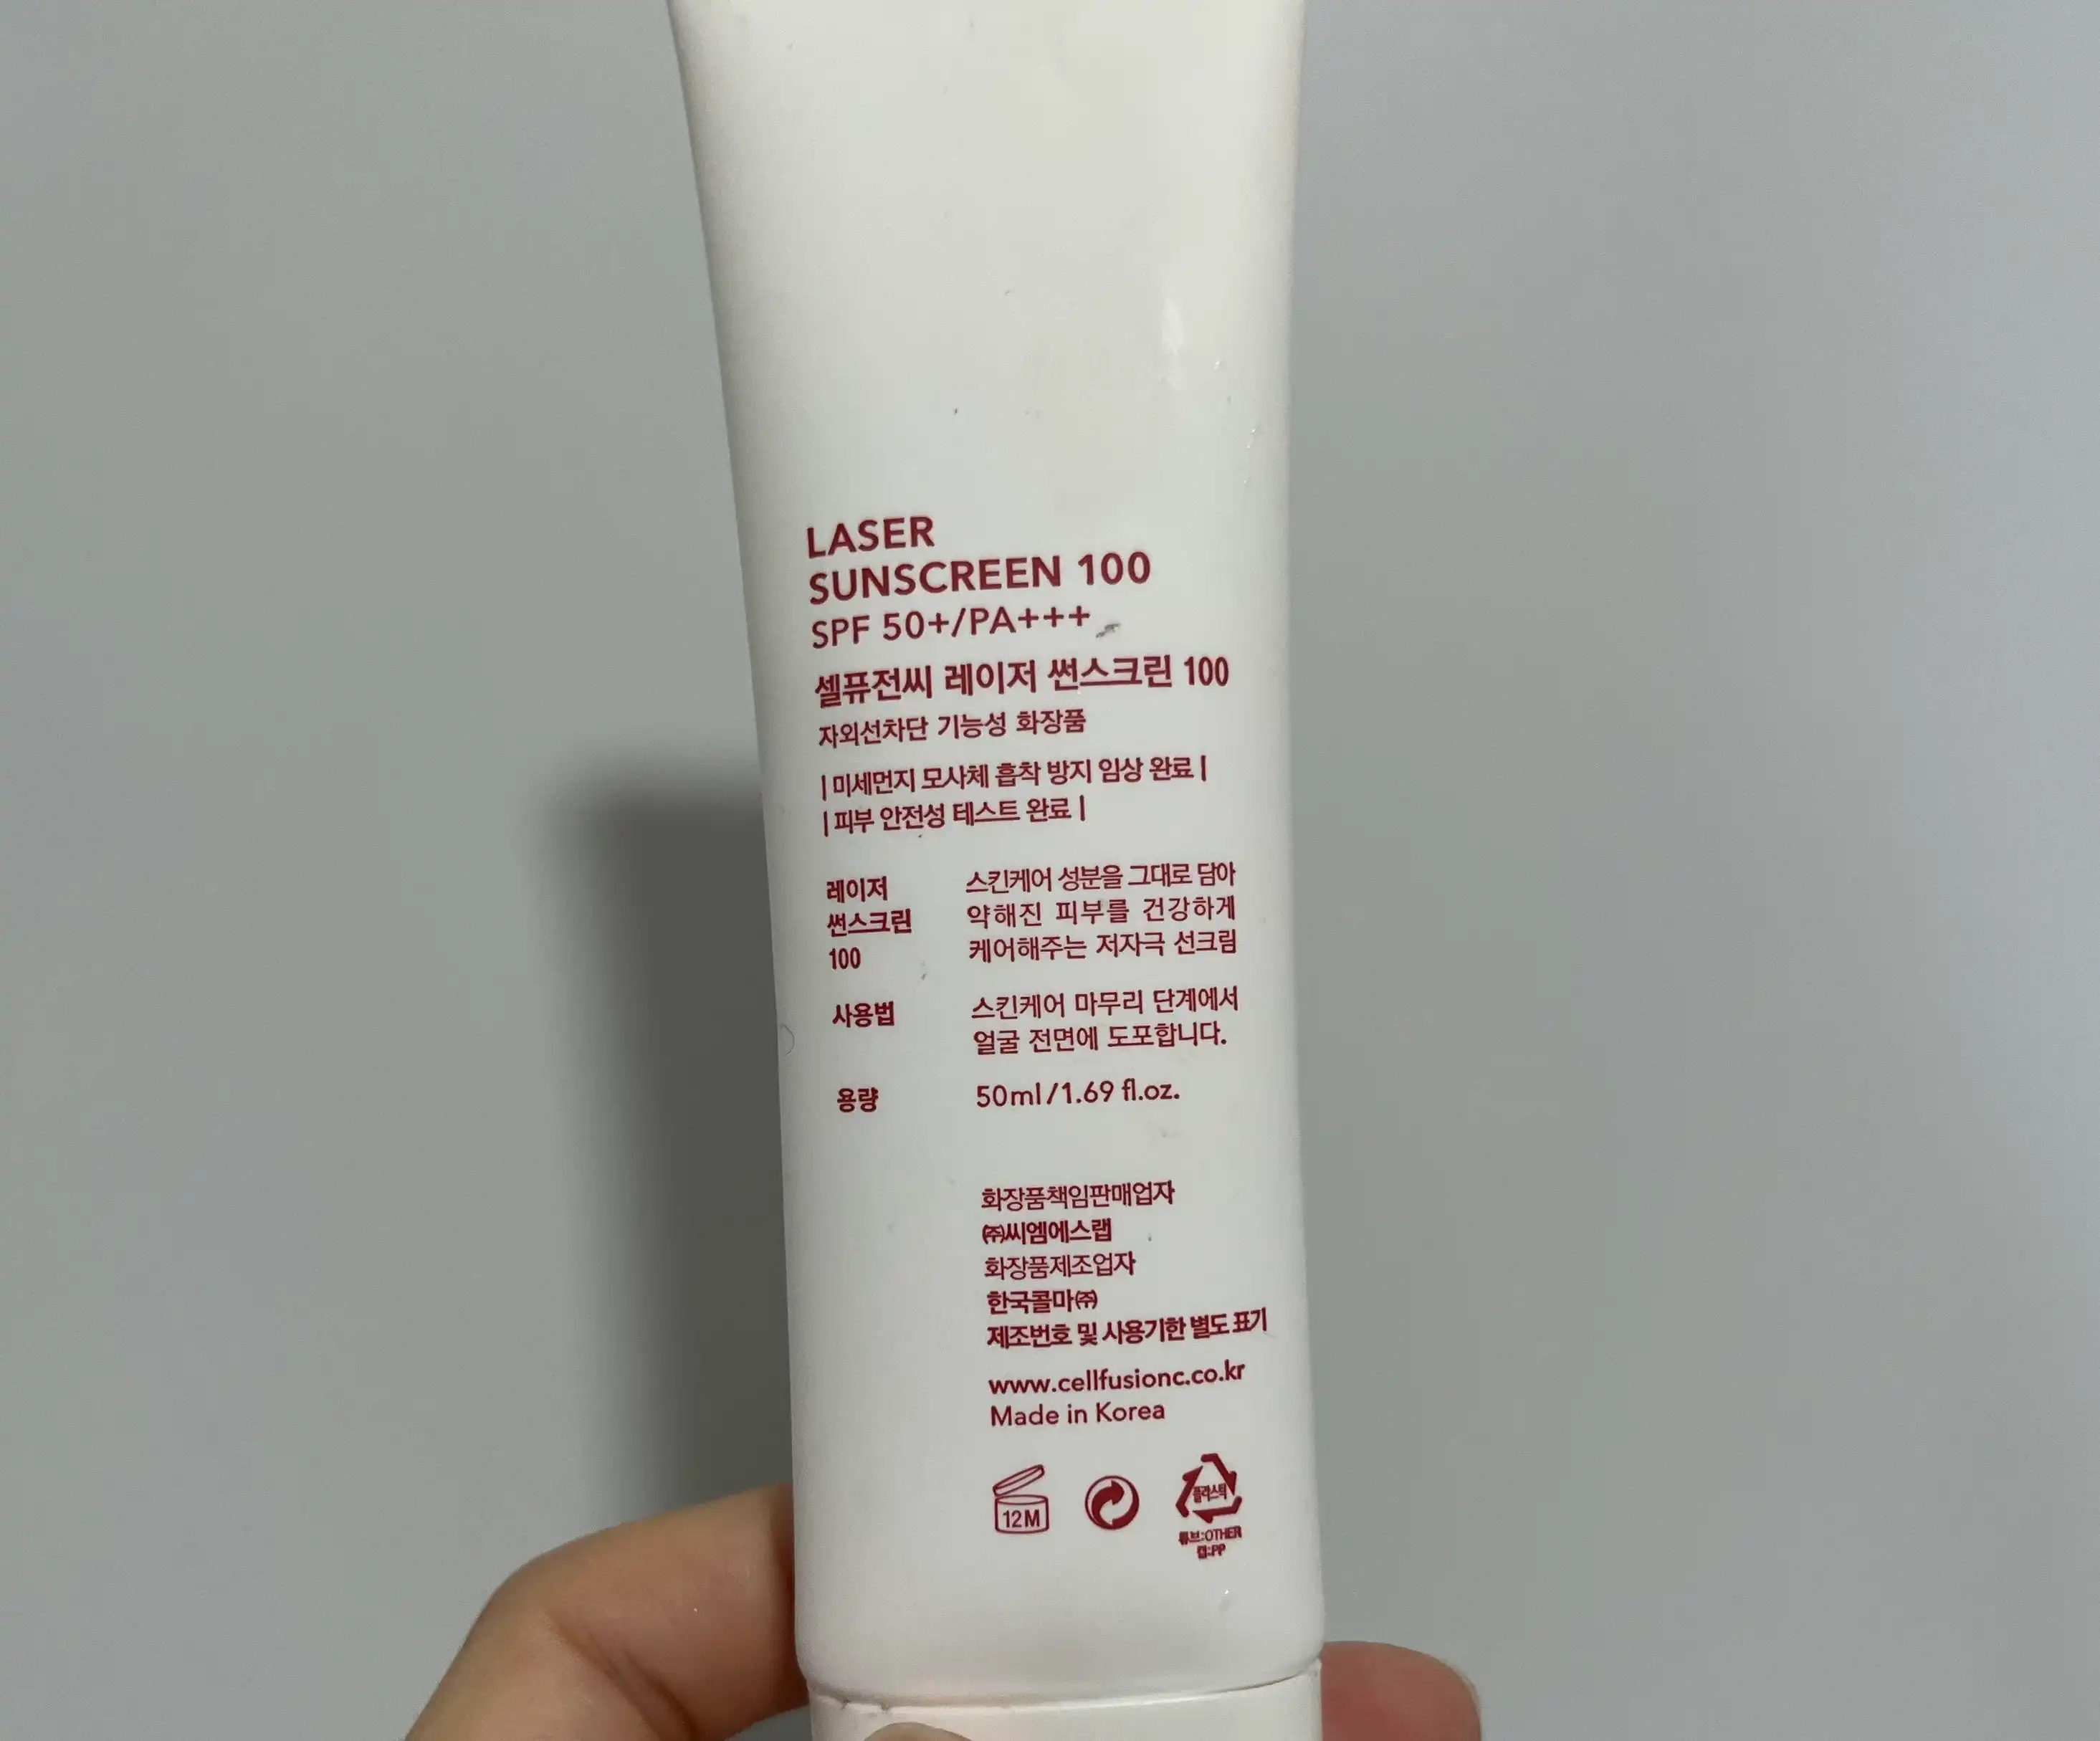 LASER
SUNSCREEN 100
SPF 50+/PA+++
셀퓨전씨 레이저 썬스크린 100
자외선차단 기능성 화장품
| 미세먼지 모사체 흡착 방지 임상 완료 |
| 피부 안전성 테스트 완료 |
레이저
썬스크린
100
스킨케어 성분을 그대로 담아
약해진 피부를 건강하게
케어해주는 저자극 선크림
사용법
스킨케어 마무리 단계에서
얼굴 전면에 도포합니다.
용량
50ml/1.69 fl.oz.
화장품책임판매업자
㈜씨엠에스랩
화장품제조업자
한국콜마㈜
제조번호 및 사용기한 별도 표기
www.cellfusionc.co.kr
Made in Korea
12M
플라스틱
튜브:OTHER
캡:PP